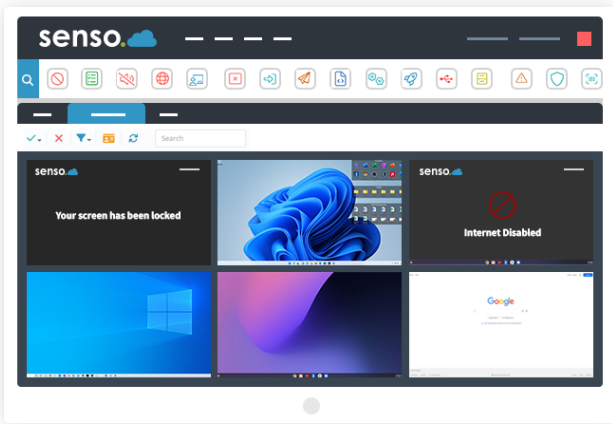 senso.
Search
senso.
Your screen has been locked
senso.
Internet Disabled
Google